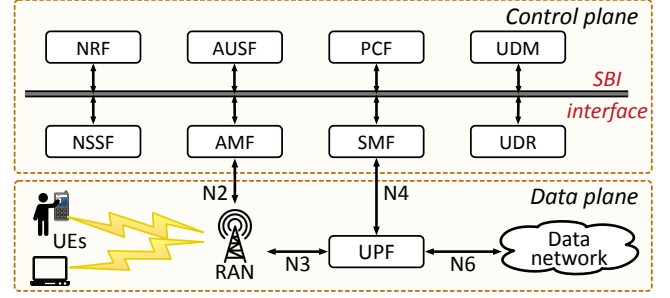 Control plane
NRF AUSF PCF UDM
SBI
interface
NSSF AMF SMF UDR
N2 N4
Data plane
UEs
RAN
N3
UPF
N6
Data
network